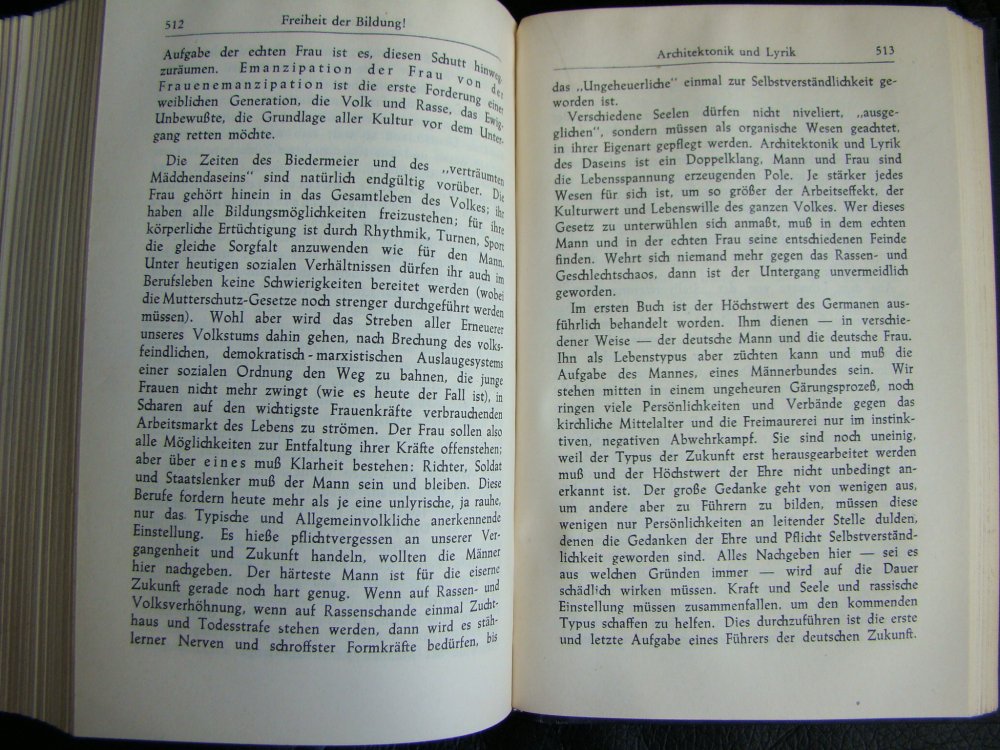 512
Freiheit der Bildung!
Aufgabe der echten Frau ist es, diesen Schutt hinweg-
zuräumen. Emanzipation der Frau von der
Frauenemanzipation ist die erste Forderung einer
weiblichen Generation, die Volk und Rasse, das Ewig-
Unbewußte, die Grundlage aller Kultur vor dem Unter-
gang retten möchte.
Die Zeiten des Biedermeier und des „verträumten
Mädchendaseins“ sind natürlich endgültig vorüber. Die
Frau gehört hinein in das Gesamtleben des Volkes; ihr
haben alle Bildungsmöglichkeiten freizustehen; für ihre
körperliche Ertüchtigung ist durch Rhythmik, Turnen, Sport
die gleiche Sorgfalt anzuwenden wie für den Mann.
Unter heutigen sozialen Verhältnissen dürfen ihr auch im
Berufsleben keine Schwierigkeiten bereitet werden (wobei
die Mutterschutz-Gesetze noch strenger durchgeführt werden
müssen). Wohl aber wird das Streben aller Erneuerer
unseres Volkstums dahin gehen, nach Brechung des volks-
feindlichen, demokratisch-marxistischen Auslaugesystems
einer sozialen Ordnung den Weg zu bahnen, die junge
Frauen nicht mehr zwingt (wie es heute der Fall ist), in
Scharen auf den wichtigste Frauenkräfte verbrauchenden
Arbeitsmarkt des Lebens zu strömen. Der Frau sollen also
alle Möglichkeiten zur Entfaltung ihrer Kräfte offenstehen;
aber über eines muß Klarheit bestehen: Richter, Soldat
und Staatslenker muß der Mann sein und bleiben. Diese
Berufe fordern heute mehr als je eine unlyrische, ja rauhe,
nur das Typische und Allgemeinvolkliche anerkennende
Einstellung. Es hieße pflichtvergessen an unserer Ver-
gangenheit und Zukunft handeln, wollten die Männer
hier nachgeben. Der härteste Mann ist für die eiserne
Zukunft gerade noch hart genug. Wenn auf Rassen- und
Volksverhöhnung, wenn auf Rassenschande einmal Zucht-
haus und Todesstrafe stehen werden, dann wird es stäh-
lerner Nerven und schroffster Formkräfte bedürfen, bis
Architektonik und Lyrik
513
das „Ungeheuerliche“ einmal zur Selbstverständlichkeit ge-
worden ist.
Verschiedene Seelen dürfen nicht niveliert, „ausge-
glichen“, sondern müssen als organische Wesen geachtet,
in ihrer Eigenart gepflegt werden. Architektonik und Lyrik
des Daseins ist ein Doppelklang, Mann und Frau sind
die Lebensspannung erzeugenden Pole. Je stärker jedes
Wesen für sich ist, um so größer der Arbeitseffekt, der
Kulturwert und Lebenswille des ganzen Volkes. Wer dieses
Gesetz zu unterwühlen sich anmaßt, muß in dem echten
Mann und in der echten Frau seine entschiedenen Feinde
finden. Wehrt sich niemand mehr gegen das Rassen- und
Geschlechtschaos, dann ist der Untergang unvermeidlich
geworden.
Im ersten Buch ist der Höchstwert des Germanen aus-
führlich behandelt worden. Ihm dienen — in verschie-
dener Weise — der deutsche Mann und die deutsche Frau.
Ihn als Lebenstypus aber züchten kann und muß die
Aufgabe des Mannes, eines Männerbundes sein. Wir
stehen mitten in einem ungeheuren Gärungsprozeß, noch
ringen viele Persönlichkeiten und Verbände gegen das
kirchliche Mittelalter und die Freimaurerei nur im instink-
tiven, negativen Abwehrkampf. Sie sind noch uneinig,
weil der Typus der Zukunft erst herausgearbeitet werden
muß und der Höchstwert der Ehre nicht unbedingt an-
erkannt ist. Der große Gedanke geht von wenigen aus,
um andere aber zu Führern zu bilden, müssen diese
wenigen nur Persönlichkeiten an leitender Stelle dulden,
denen die Gedanken der Ehre und Pflicht Selbstverständ-
lichkeit geworden sind. Alles Nachgeben hier — sei es
aus welchen Gründen immer — wird auf die Dauer
schädlich wirken müssen. Kraft und Seele und rassische
Einstellung müssen zusammenfallen, um den kommenden
Typus schaffen zu helfen. Dies durchzuführen ist die erste
und letzte Aufgabe eines Führers der deutschen Zukunft.